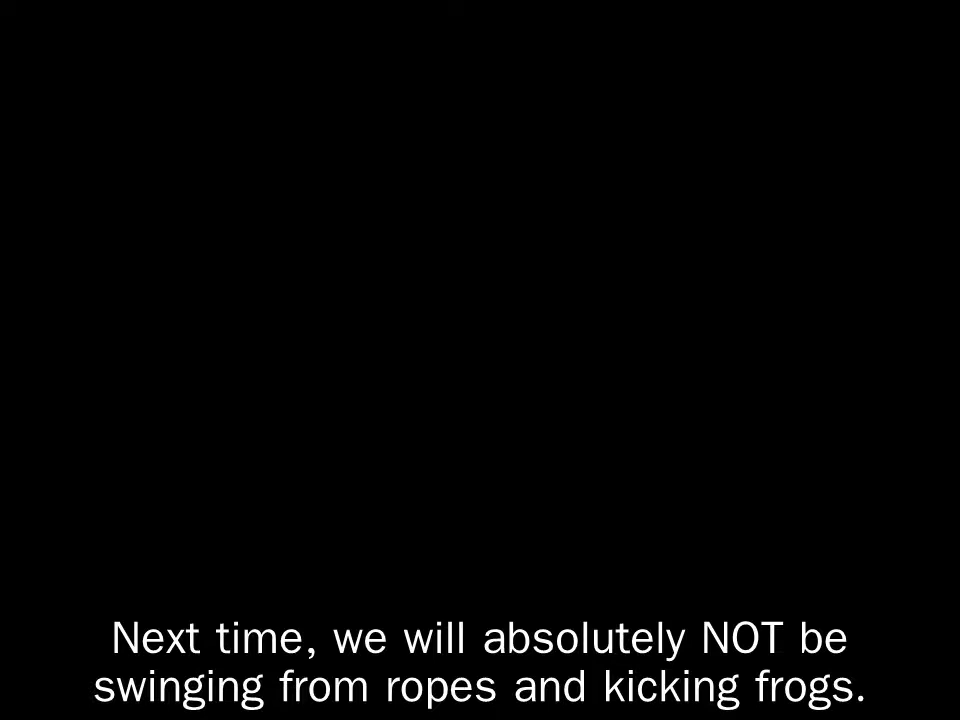 Next time, we will absolutely NOT be
swinging from ropes and kicking frogs.